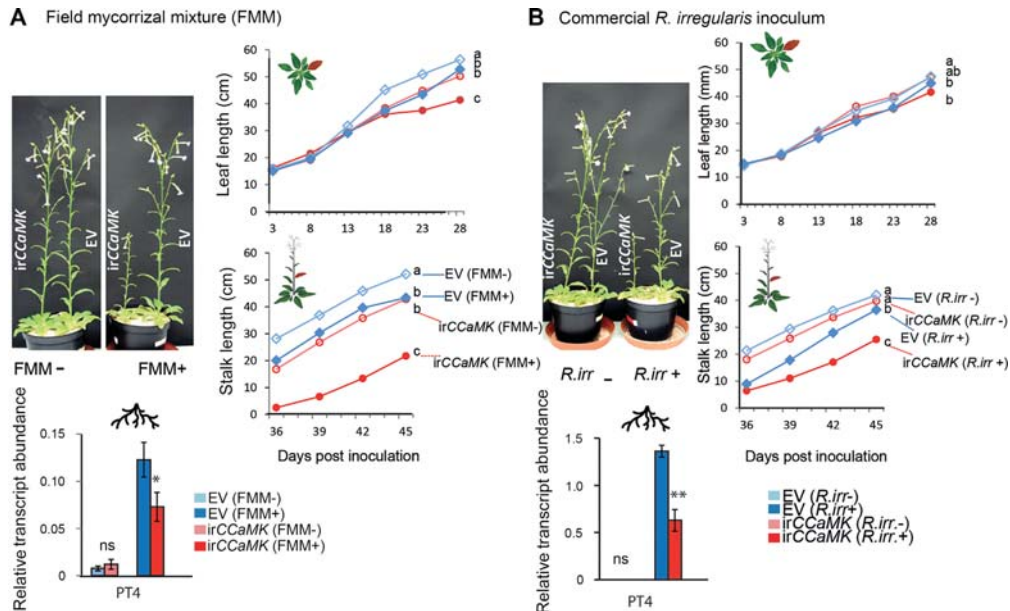 A Field mycorrizal mixture (FMM)
Leaf length (cm)
60
50
40
30
20
10
0
3 8 13 18 23 28
a
b
b
c
irCCaMK
EV
irCCaMK
EV
FMM –
FMM+
Stalk length (cm)
60
50
40
30
20
10
0
36 39 42 45
Days post inoculation
a
b
b
c
EV (FMM-)
EV (FMM+)
irCCaMK (FMM-)
irCCaMK (FMM+)
Relative transcript abundance
0.15
0.10
0.05
0
ns
*
PT4
EV (FMM-)
EV (FMM+)
irCCaMK (FMM-)
irCCaMK (FMM+)
B Commercial R. irregularis inoculum
Leaf length (mm)
60
50
40
30
20
10
0
3 8 13 18 23 28
a
ab
b
b
irCCaMK
EV
irCCaMK
EV
R.irr –
R.irr +
Stalk length (cm)
60
50
40
30
20
10
0
36 39 42 45
Days post inoculation
a
a
b
c
EV (R.irr -)
irCCaMK (R.irr -)
EV (R.irr +)
irCCaMK (R.irr +)
Relative transcript abundance
1.5
1.0
0.5
0.0
ns
**
PT4
EV (R.irr-)
EV (R.irr+)
irCCaMK (R.irr.-)
irCCaMK (R.irr.+)